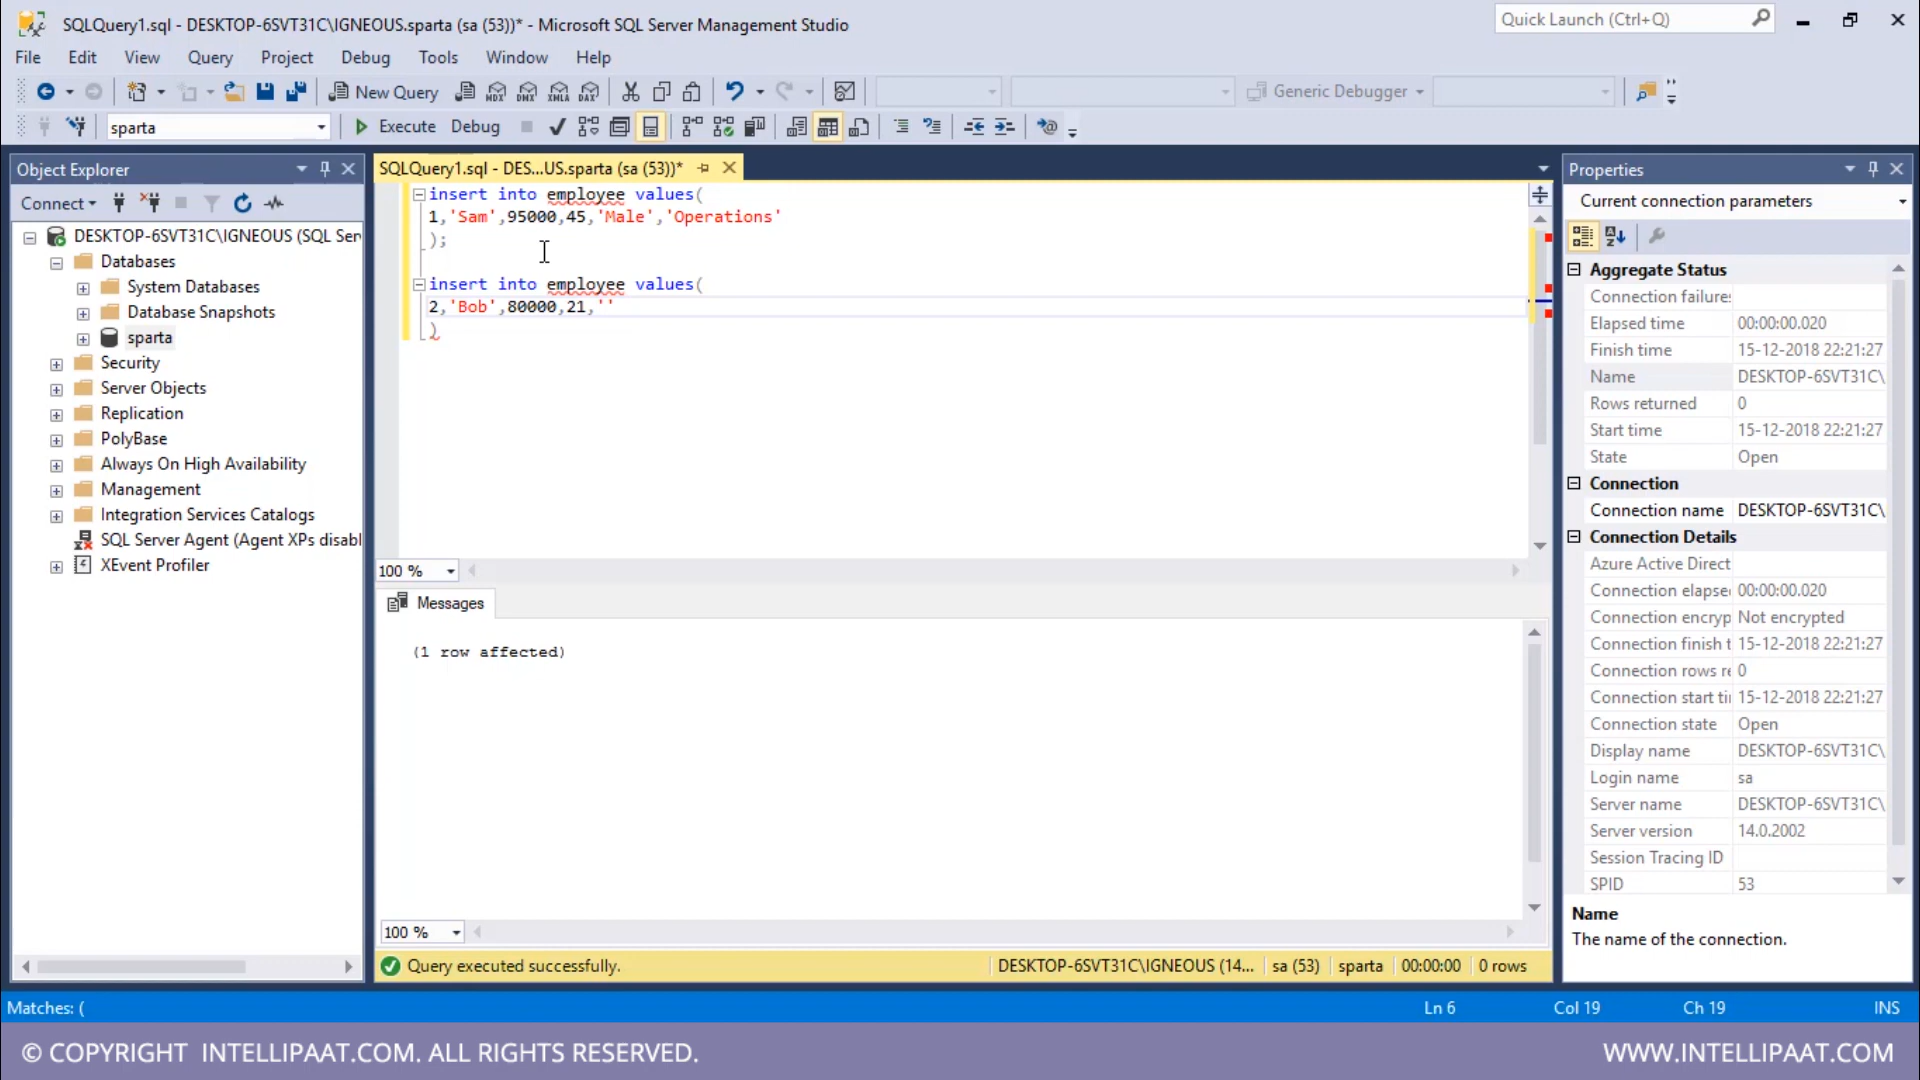 SQLQuery1.sql - DESKTOP-6SVT31C\IGNEOUS.sparta (sa (53))* - Microsoft SQL Server Management Studio
Quick Launch (Ctrl+Q)
File Edit View Query Project Debug Tools Window Help
New Query
MDX DMX XMLA DAX
Generic Debugger
sparta
Execute Debug
Object Explorer
Connect
DESKTOP-6SVT31C\IGNEOUS (SQL Ser
Databases
System Databases
Database Snapshots
sparta
Security
Server Objects
Replication
PolyBase
Always On High Availability
Management
Integration Services Catalogs
SQL Server Agent (Agent XPs disabl
XEvent Profiler
SQLQuery1.sql - DES...US.sparta (sa (53))*
insert into employee values(
1,'Sam',95000,45,'Male','Operations'
);
insert into employee values(
2,'Bob',80000,21,''
)
100 %
Messages
(1 row affected)
100 %
Query executed successfully.
DESKTOP-6SVT31C\IGNEOUS (14... sa (53) sparta 00:00:00 0 rows
Properties
Current connection parameters
Aggregate Status
Connection failures
Elapsed time 00:00:00.020
Finish time 15-12-2018 22:21:27
Name DESKTOP-6SVT31C\
Rows returned 0
Start time 15-12-2018 22:21:27
State Open
Connection
Connection name DESKTOP-6SVT31C\
Connection Details
Azure Active Direct
Connection elapse 00:00:00.020
Connection encryp Not encrypted
Connection finish t 15-12-2018 22:21:27
Connection rows re 0
Connection start ti 15-12-2018 22:21:27
Connection state Open
Display name DESKTOP-6SVT31C\
Login name sa
Server name DESKTOP-6SVT31C\
Server version 14.0.2002
Session Tracing ID
SPID 53
Name
The name of the connection.
Matches: (
Ln 6 Col 19 Ch 19 INS
© COPYRIGHT INTELLIPAAT.COM. ALL RIGHTS RESERVED.
WWW.INTELLIPAAT.COM